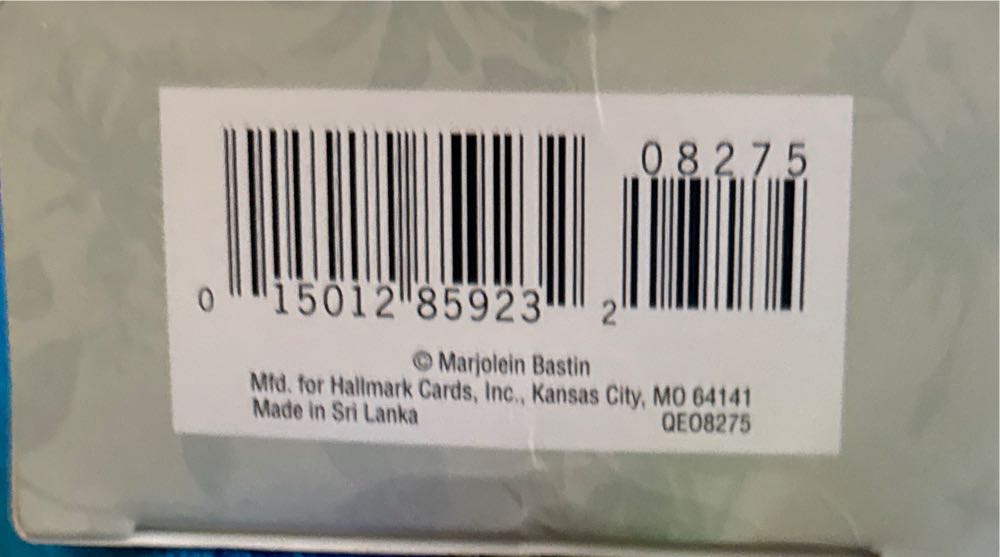 08275
0 15012 85923 2
© Marjolein Bastin
Mfd. for Hallmark Cards, Inc., Kansas City, MO 64141
Made in Sri Lanka QEO8275